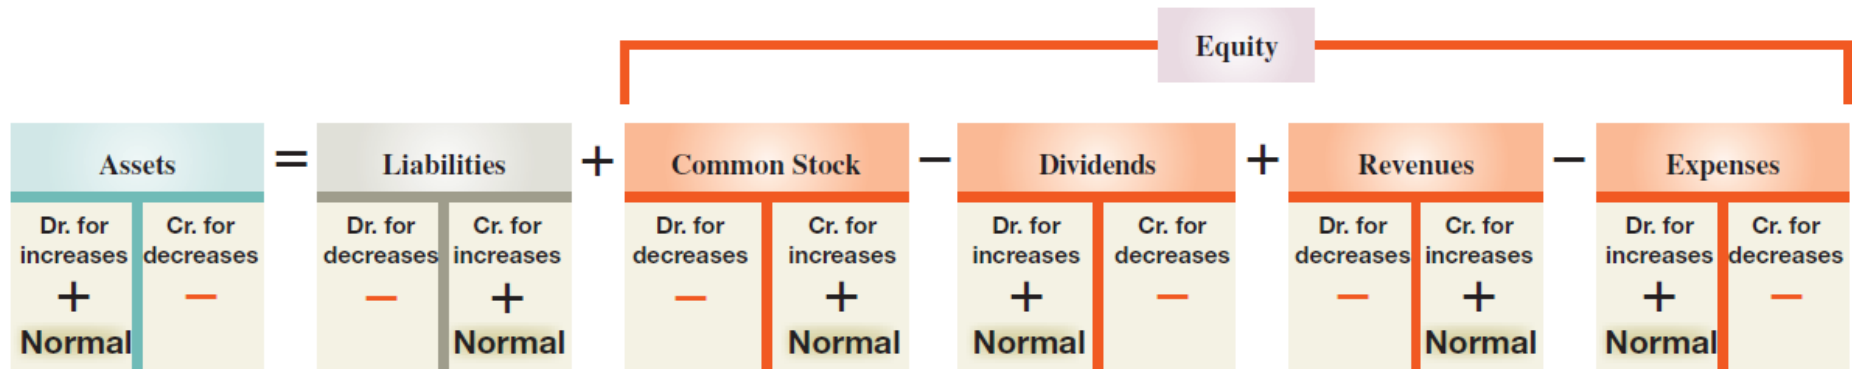 Equity
Assets = Liabilities + Common Stock − Dividends + Revenues − Expenses
Dr. for Cr. for Dr. for Cr. for Dr. for Cr. for Dr. for Cr. for Dr. for Cr. for Dr. for Cr. for
increases decreases decreases increases decreases increases increases decreases decreases increases increases decreases
+ − − + − + + − − + + −
Normal Normal Normal Normal Normal Normal